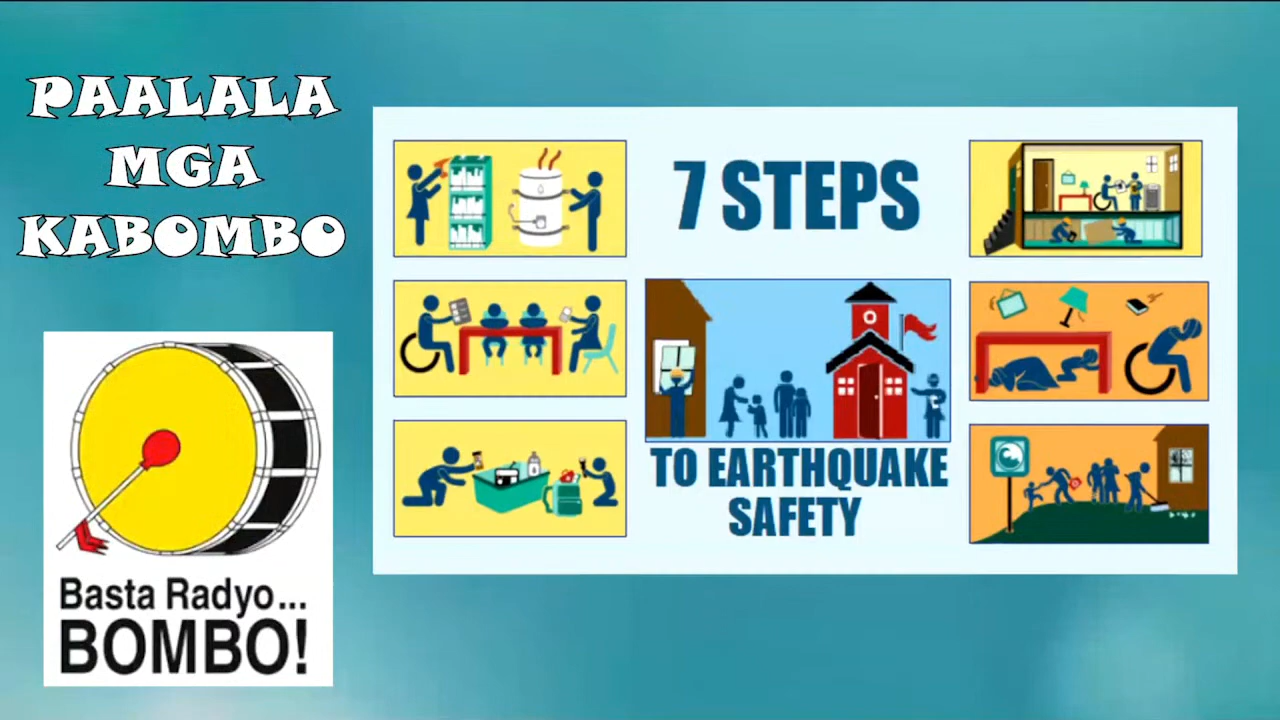 PAALALA
MGA
KABOMBO
Basta Radyo...
BOMBO!
7 STEPS
TO EARTHQUAKE
SAFETY